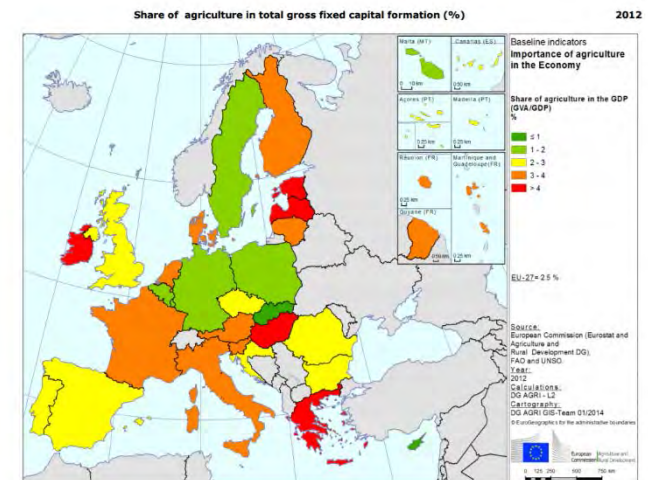 Share of agriculture in total gross fixed capital formation (%) 2012
Malta (MT)
Canarias (ES)
Açores (PT)
Madeira (PT)
Réunion (FR)
Martinique and
Guadeloupe(FR)
Guyane (FR)
Baseline indicators
Importance of agriculture
in the Economy
Share of agriculture in the GDP
(GVA/GDP)
%
≤ 1
1 - 2
2 - 3
3 - 4
> 4
EU-27= 2.5 %
Source:
European Commission (Eurostat and
Agriculture and
Rural Development DG),
FAO and UNSO.
Year:
2012
Calculations:
DG AGRI - L2
Cartography:
DG AGRI GIS-Team 01/2014
© EuroGeographics for the administrative boundaries
European
Commission
Agriculture and
Rural Development
0 125 250 500 750 km